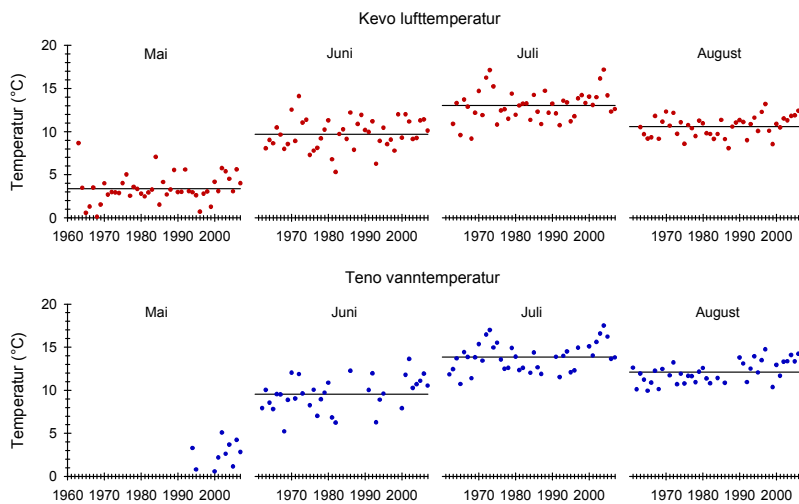 Kevo lufttemperatur
Mai Juni Juli August
Temperatur (°C)
20
15
10
5
0
1960 1970 1980 1990 2000 1970 1980 1990 2000 1970 1980 1990 2000 1970 1980 1990 2000
Teno vanntemperatur
Mai Juni Juli August
Temperatur (°C)
20
15
10
5
0
1960 1970 1980 1990 2000 1970 1980 1990 2000 1970 1980 1990 2000 1970 1980 1990 2000